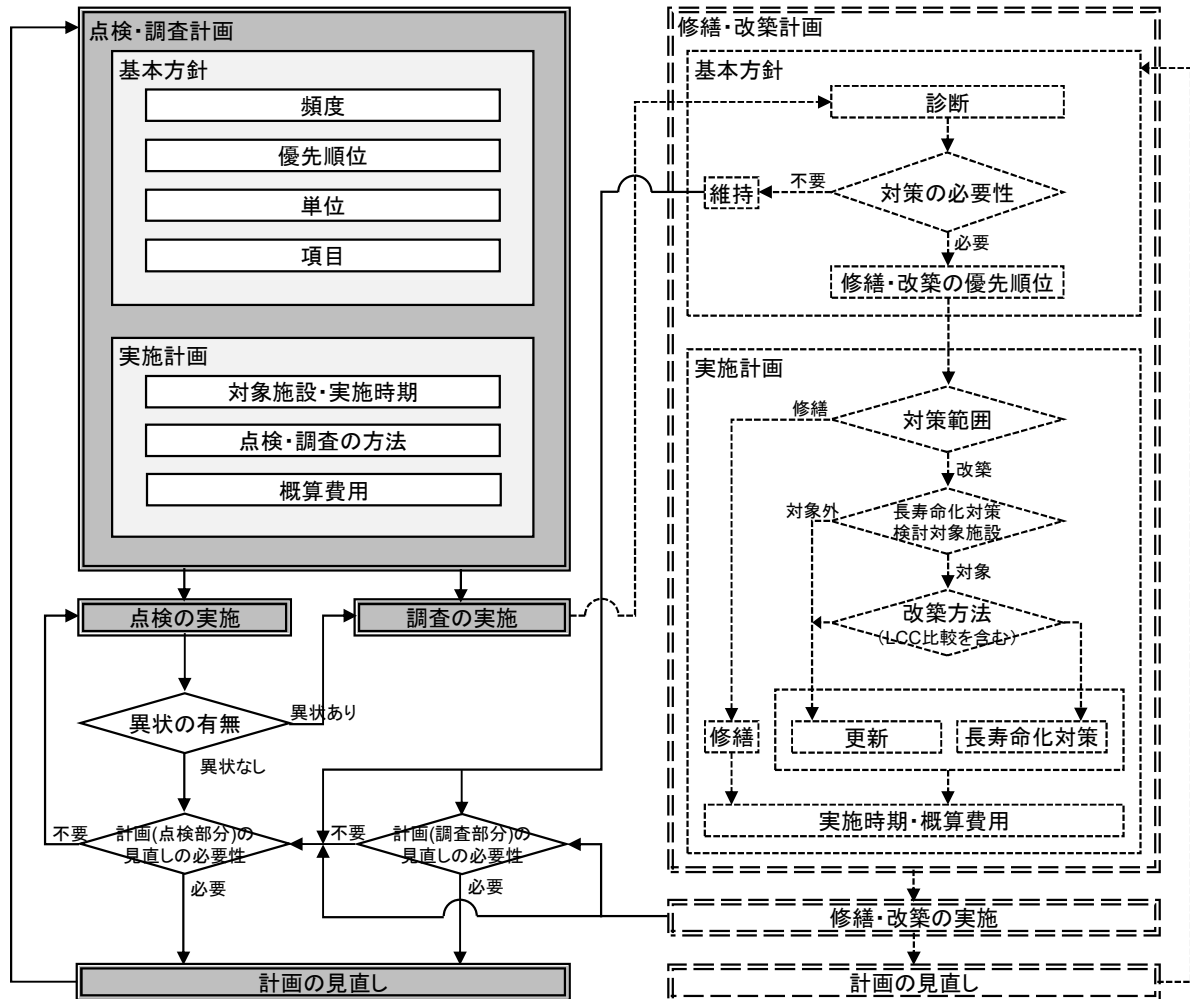 点検・調査計画
基本方針
頻度
優先順位
単位
項目
実施計画
対象施設・実施時期
点検・調査の方法
概算費用
点検の実施
調査の実施
異状の有無
異状あり
異状なし
計画(点検部分)の
見直しの必要性
不要
必要
計画(調査部分)の
見直しの必要性
不要
必要
計画の見直し
修繕・改築計画
基本方針
診断
対策の必要性
不要
維持
必要
修繕・改築の優先順位
実施計画
対策範囲
修繕
改築
長寿命化対策
検討対象施設
対象外
対象
改築方法
(LCC比較を含む)
修繕
更新
長寿命化対策
実施時期・概算費用
修繕・改築の実施
計画の見直し